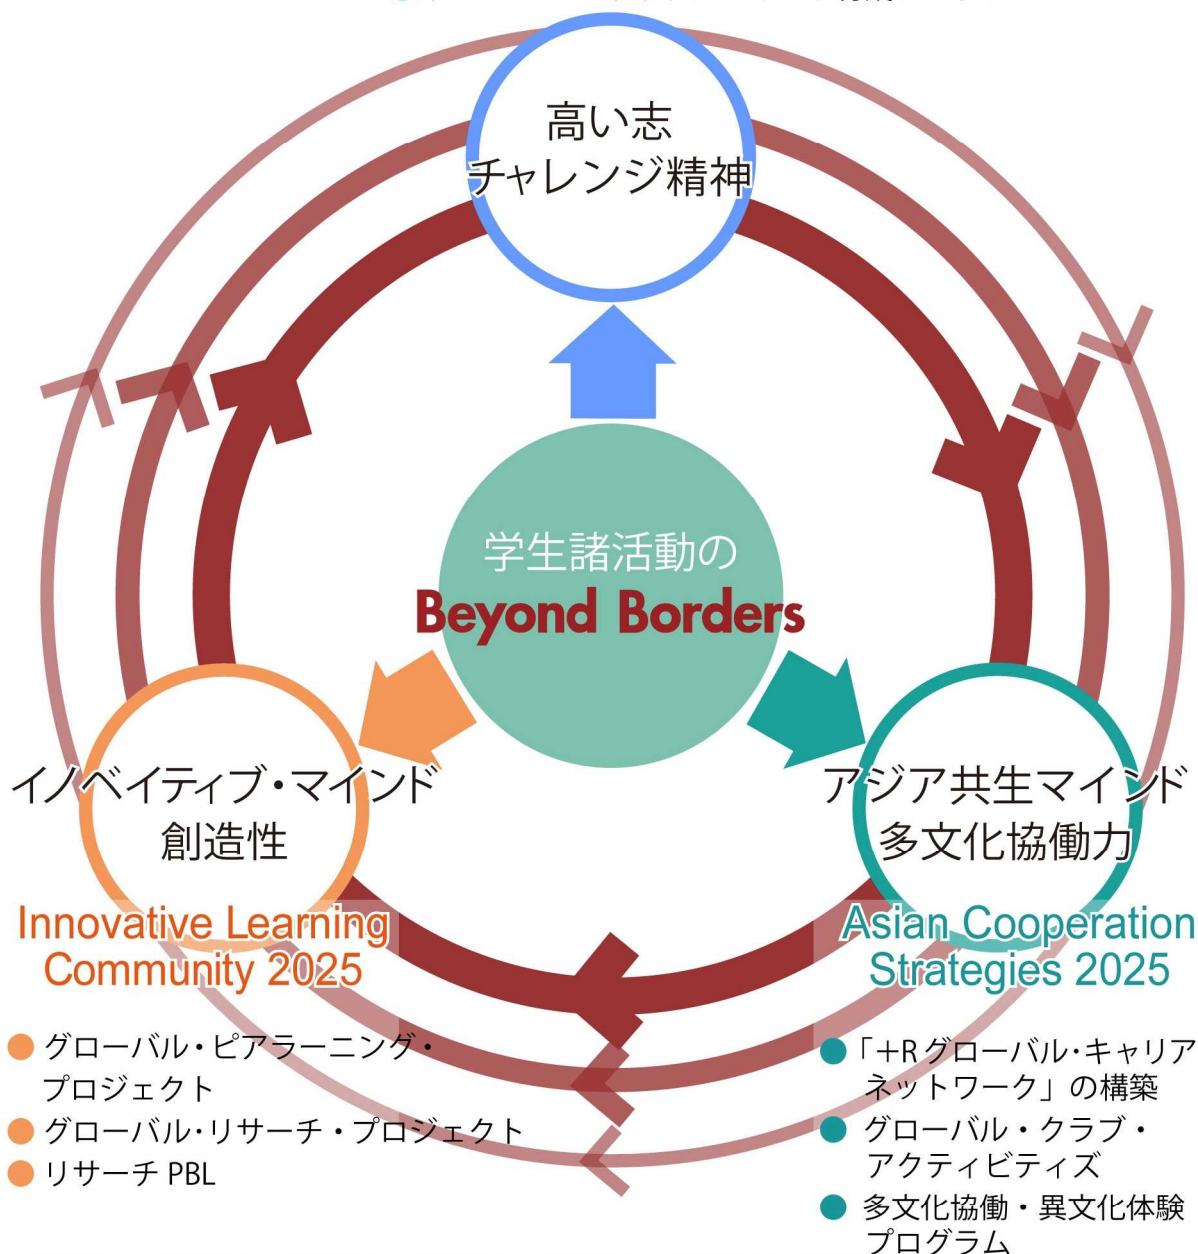 高い志
チャレンジ精神
学生諸活動の
Beyond Borders
イノベイティブ・マインド
創造性
アジア共生マインド
多文化協働力
Innovative Learning
Community 2025
Asian Cooperation
Strategies 2025
● グローバル・ピアラーニング・
プロジェクト
● グローバル・リサーチ・プロジェクト
● リサーチ PBL
● 「+R グローバル・キャリア
ネットワーク」の構築
● グローバル・クラブ・
アクティビティズ
● 多文化協働・異文化体験
プログラム